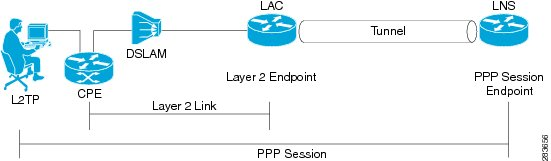 LAC
LNS
Tunnel
DSLAM
L2TP
CPE
Layer 2 Endpoint
PPP Session
Endpoint
Layer 2 Link
PPP Session
283656